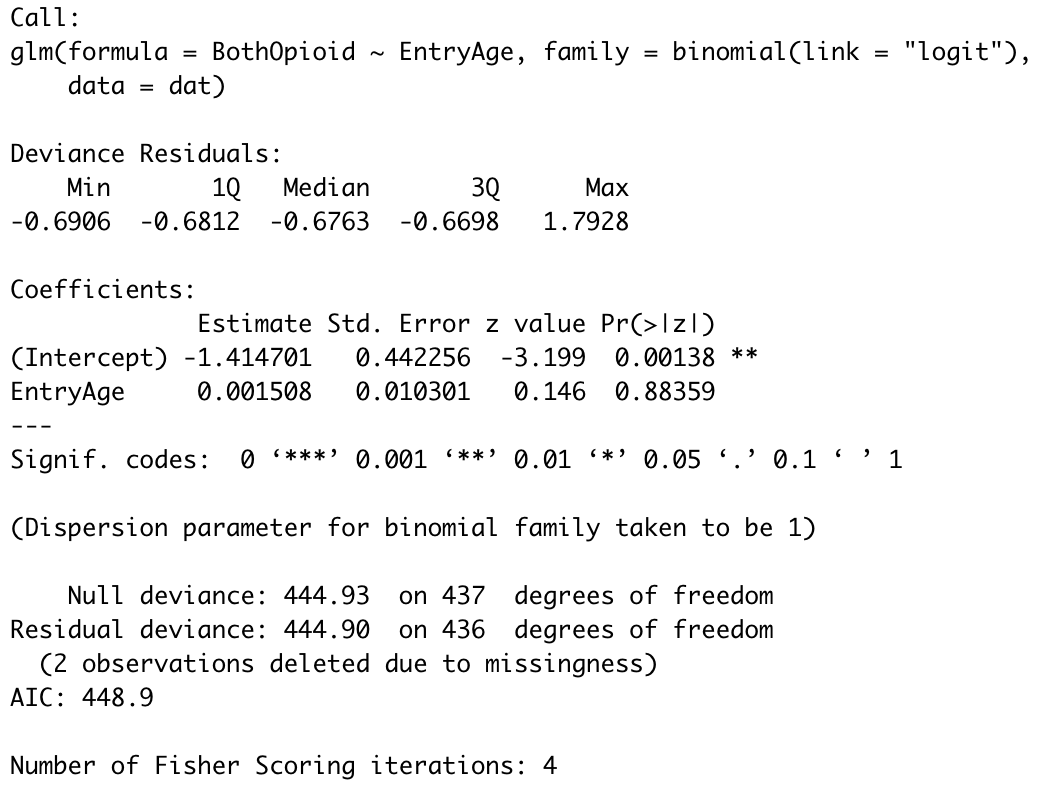 Call:
glm(formula = BothOpioid ~ EntryAge, family = binomial(link = "logit"),
    data = dat)

Deviance Residuals:
    Min       1Q   Median       3Q      Max
-0.6906  -0.6812  -0.6763  -0.6698   1.7928

Coefficients:
             Estimate Std. Error z value Pr(>|z|)
(Intercept) -1.414701   0.442256  -3.199  0.00138 **
EntryAge     0.001508   0.010301   0.146  0.88359
---
Signif. codes:  0 ‘***’ 0.001 ‘**’ 0.01 ‘*’ 0.05 ‘.’ 0.1 ‘ ’ 1

(Dispersion parameter for binomial family taken to be 1)

    Null deviance: 444.93  on 437  degrees of freedom
Residual deviance: 444.90  on 436  degrees of freedom
  (2 observations deleted due to missingness)
AIC: 448.9

Number of Fisher Scoring iterations: 4